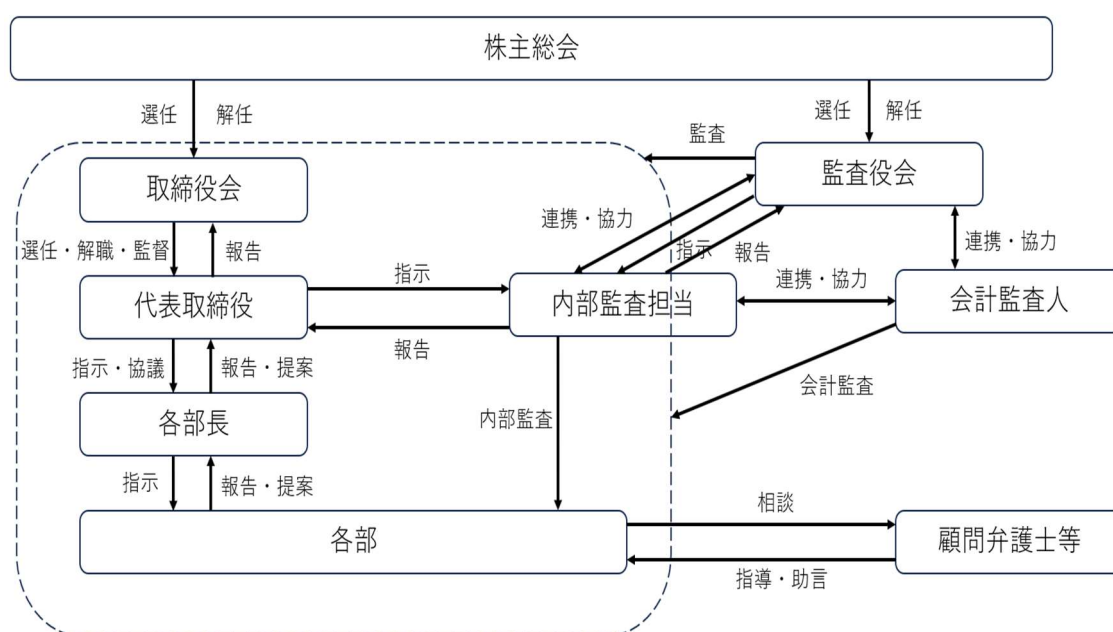 株主総会
選任
解任
選任
解任
監査
取締役会
監査役会
連携・協力
選任・解職・監督
報告
指示
報告
連携・協力
代表取締役
指示
内部監査担当
連携・協力
会計監査人
報告
指示・協議
報告・提案
会計監査
各部長
内部監査
指示
報告・提案
各部
相談
顧問弁護士等
指導・助言